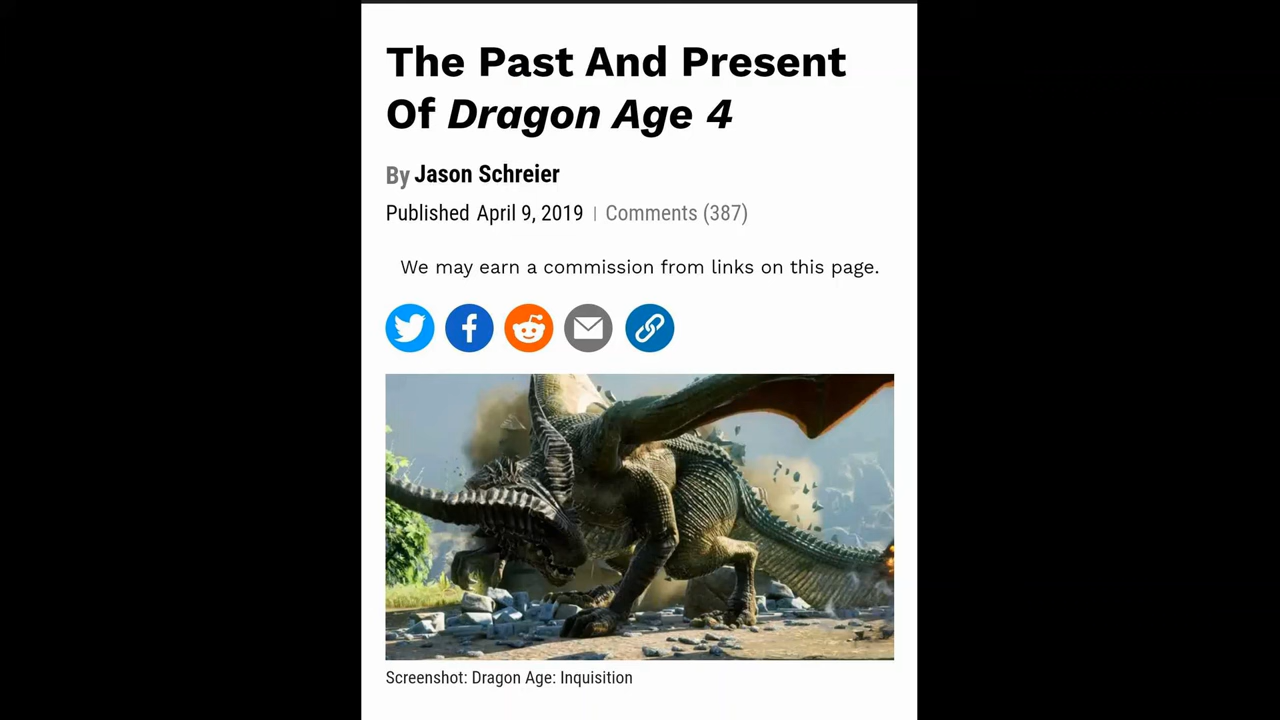 The Past And Present
Of Dragon Age 4
By Jason Schreier
Published April 9, 2019 | Comments (387)
We may earn a commission from links on this page.
Screenshot: Dragon Age: Inquisition